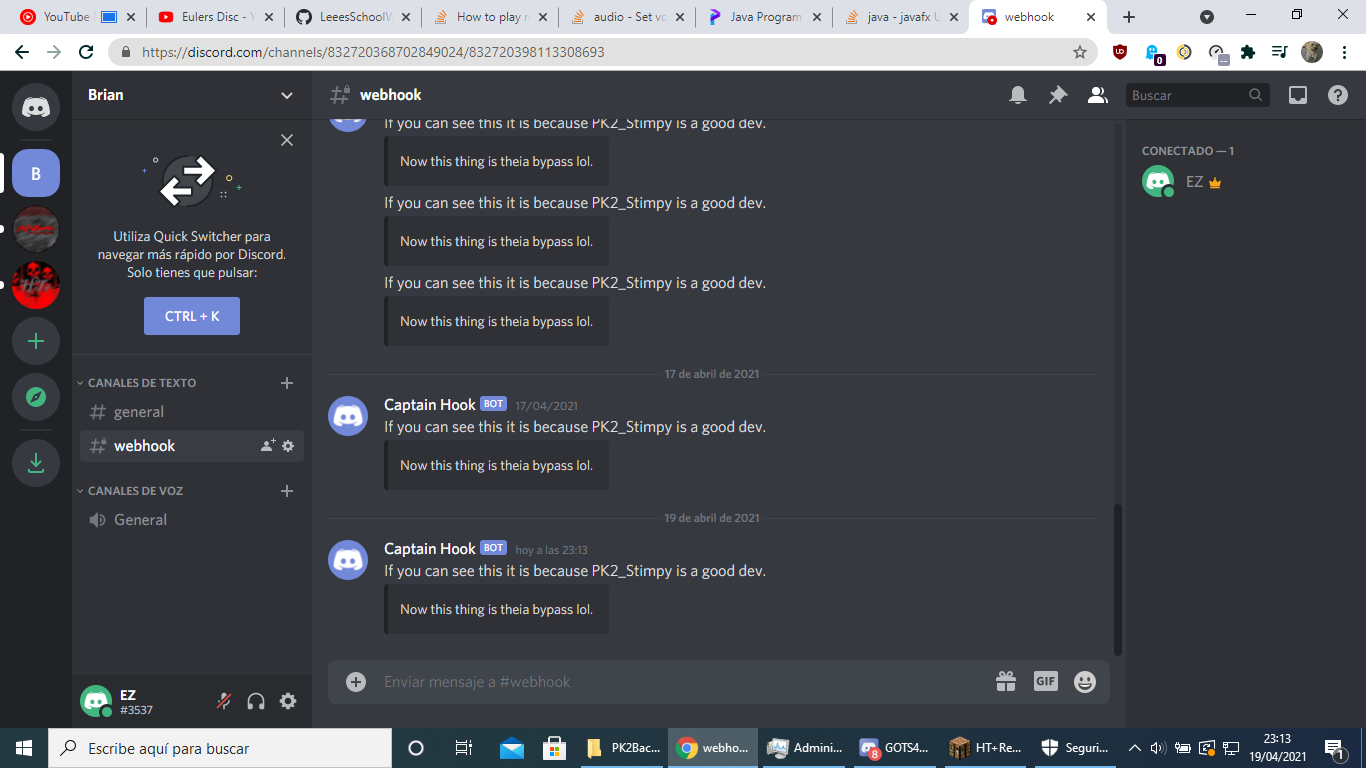 YouTube
Eulers Disc - Y
LeeesSchoolV
How to play m
audio - Set vo
Java Program
java - javafx U
webhook
https://discord.com/channels/832720368702849024/832720398113308693
0
Brian
webhook
Buscar
B
Utiliza Quick Switcher para
navegar más rápido por Discord.
Solo tienes que pulsar:
CTRL + K
CANALES DE TEXTO
general
webhook
CANALES DE VOZ
General
EZ
#3537
If you can see this it is because PK2_Stimpy is a good dev.
Now this thing is theia bypass lol.
If you can see this it is because PK2_Stimpy is a good dev.
Now this thing is theia bypass lol.
If you can see this it is because PK2_Stimpy is a good dev.
Now this thing is theia bypass lol.
17 de abril de 2021
Captain Hook BOT 17/04/2021
If you can see this it is because PK2_Stimpy is a good dev.
Now this thing is theia bypass lol.
19 de abril de 2021
Captain Hook BOT hoy a las 23:13
If you can see this it is because PK2_Stimpy is a good dev.
Now this thing is theia bypass lol.
Enviar mensaje a #webhook
GIF
CONECTADO — 1
EZ
Escribe aquí para buscar
PK2Bac...
webho...
Admini...
8
GOTS4...
HT+Re...
Seguri...
23:13
19/04/2021
1